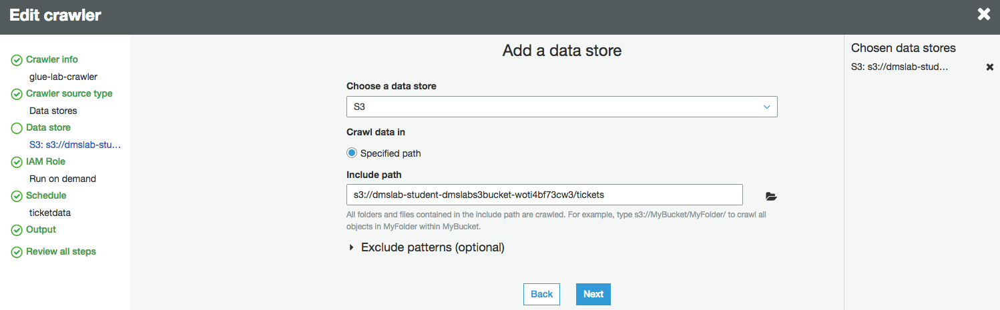 Edit crawler
Crawler info
glue-lab-crawler
Crawler source type
Data stores
Data store
S3: s3://dmslab-stu...
IAM Role
Run on demand
Schedule
ticketdata
Output
Review all steps
Add a data store
Choose a data store
S3
Crawl data in
Specified path
Include path
s3://dmslab-student-dmslabs3bucket-woti4bf73cw3/tickets
All folders and files contained in the include path are crawled. For example, type s3://MyBucket/MyFolder/ to crawl all
objects in MyFolder within MyBucket.
Exclude patterns (optional)
Back
Next
Chosen data stores
S3: s3://dmslab-stud...